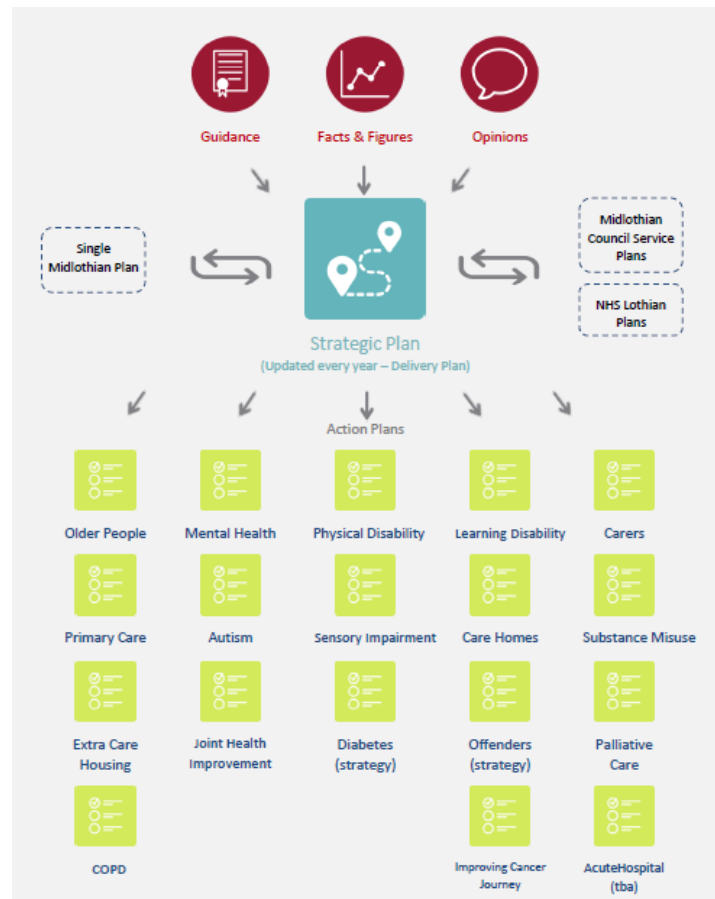 Guidance
Facts & Figures
Opinions
Single
Midlothian Plan
Midlothian
Council Service
Plans
NHS Lothian
Plans
Strategic Plan
(Updated every year – Delivery Plan)
Action Plans
Older People
Mental Health
Physical Disability
Learning Disability
Carers
Primary Care
Autism
Sensory Impairment
Care Homes
Substance Misuse
Extra Care
Housing
Joint Health
Improvement
Diabetes
(strategy)
Offenders
(strategy)
Palliative
Care
COPD
Improving Cancer
Journey
AcuteHospital
(tba)